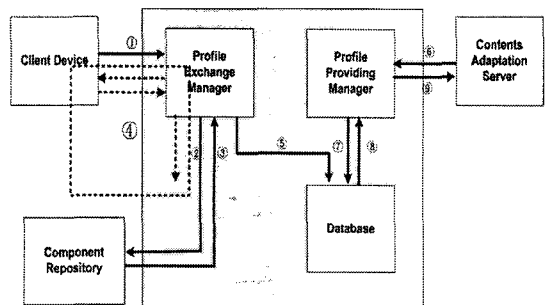 ①
Client Device
Profile
Exchange
Manager
Profile
Providing
Manager
⑥
⑨
Contents
Adaptation
Server
④
②
③
⑤
⑦
⑧
Component
Repository
Database